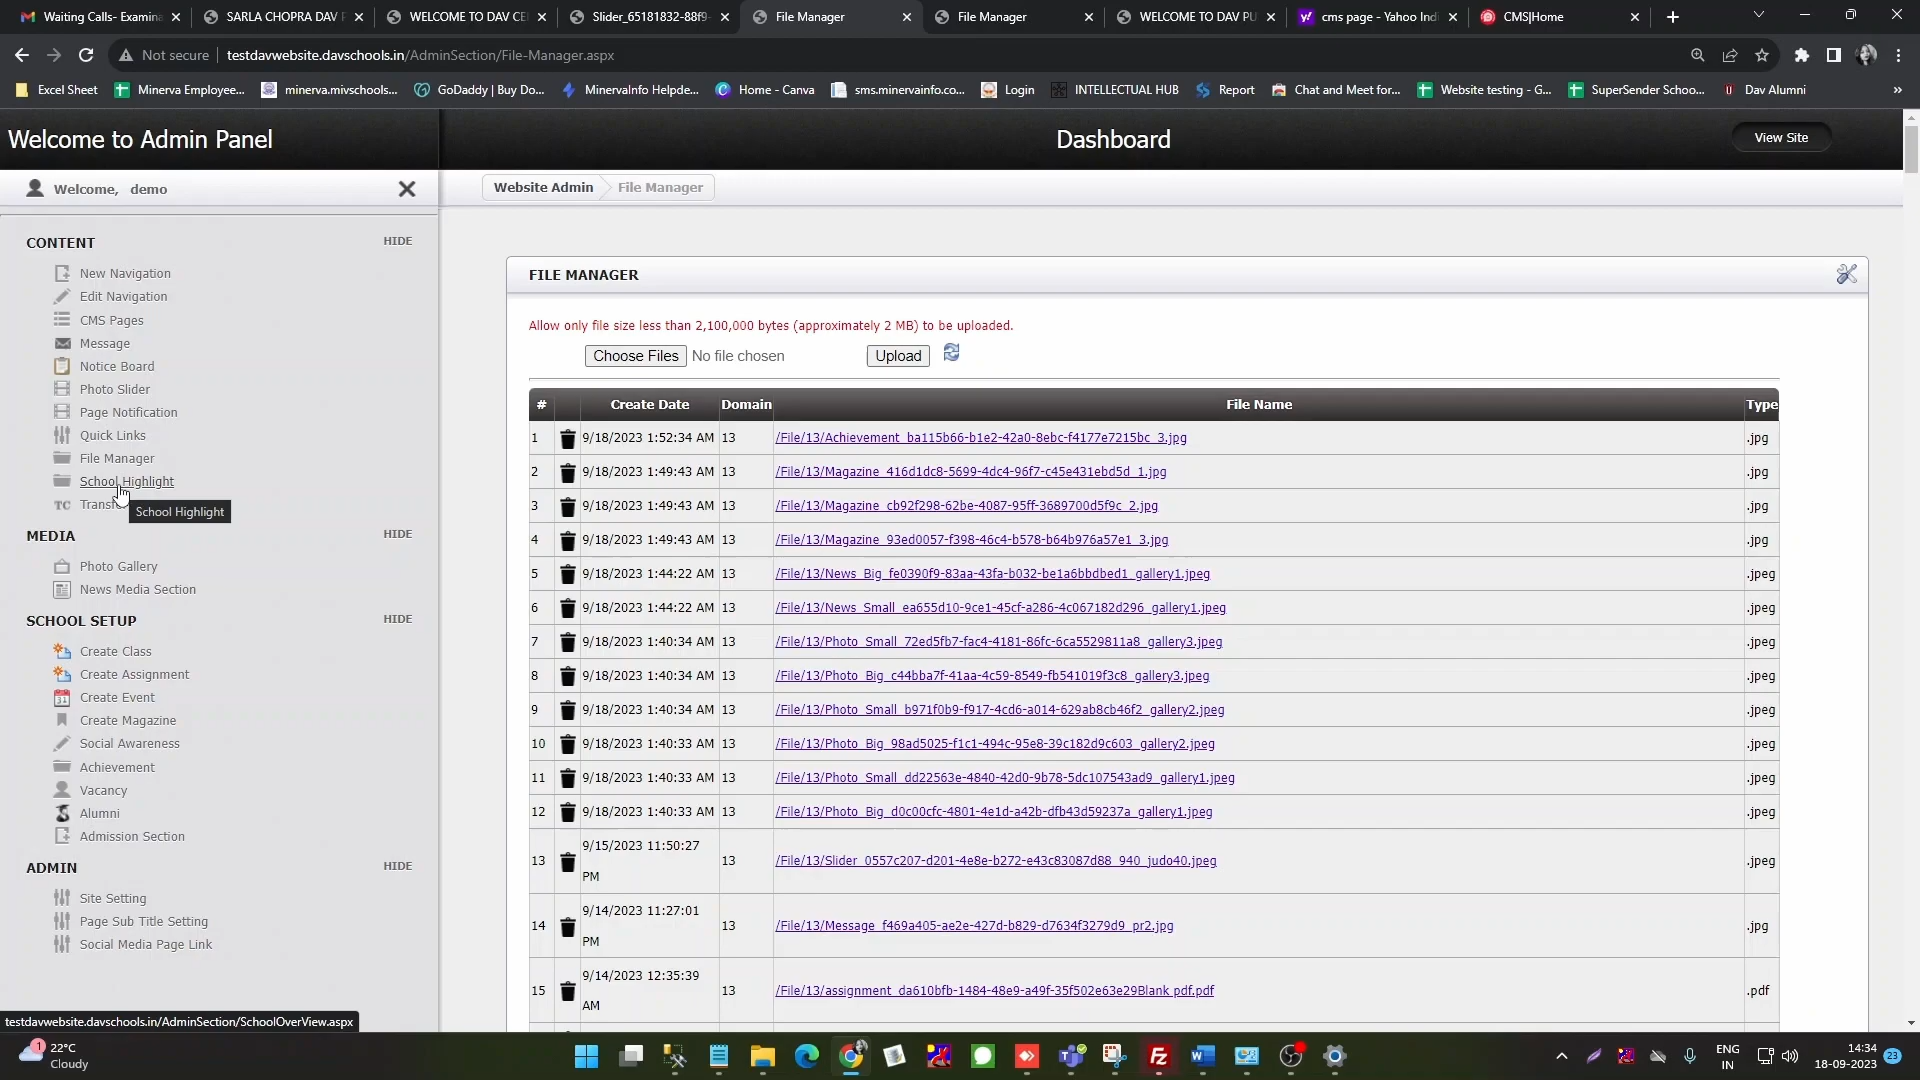 Waiting Calls- Examina
SARLA CHOPRA DAV P
WELCOME TO DAV CEN
Slider_65181832-88f9-
File Manager
File Manager
WELCOME TO DAV PU
cms page - Yahoo Indi
CMS|Home
Not secure
testdavwebsite.davschools.in/AdminSection/File-Manager.aspx
Excel Sheet
Minerva Employee...
minerva.mivschools...
GoDaddy | Buy Do...
MinervaInfo Helpde...
Home - Canva
sms.minervainfo.co...
Login
INTELLECTUAL HUB
Report
Chat and Meet for...
Website testing - G...
SuperSender Schoo...
Dav Alumni
»
Welcome to Admin Panel
Dashboard
View Site
Welcome, demo
Website Admin
File Manager
CONTENT
HIDE
New Navigation
Edit Navigation
CMS Pages
Message
Notice Board
Photo Slider
Page Notification
Quick Links
File Manager
School Highlight
TC Transf
School Highlight
MEDIA
HIDE
Photo Gallery
News Media Section
SCHOOL SETUP
HIDE
Create Class
Create Assignment
31 Create Event
Create Magazine
Social Awareness
Achievement
Vacancy
Alumni
Admission Section
ADMIN
HIDE
Site Setting
Page Sub Title Setting
Social Media Page Link
FILE MANAGER
Allow only file size less than 2,100,000 bytes (approximately 2 MB) to be uploaded.
Choose Files No file chosen
Upload
# Create Date Domain File Name Type
1 9/18/2023 1:52:34 AM 13 /File/13/Achievement_ba115b66-b1e2-42a0-8ebc-f4177e7215bc_3.jpg .jpg
2 9/18/2023 1:49:43 AM 13 /File/13/Magazine_416d1dc8-5699-4dc4-96f7-c45e431ebd5d_1.jpg .jpg
3 9/18/2023 1:49:43 AM 13 /File/13/Magazine_cb92f298-62be-4087-95ff-3689700d5f9c_2.jpg .jpg
4 9/18/2023 1:49:43 AM 13 /File/13/Magazine_93ed0057-f398-46c4-b578-b64b976a57e1_3.jpg .jpg
5 9/18/2023 1:44:22 AM 13 /File/13/News_Big_fe0390f9-83aa-43fa-b032-be1a6bbdbed1_gallery1.jpeg .jpeg
6 9/18/2023 1:44:22 AM 13 /File/13/News_Small_ea655d10-9ce1-45cf-a286-4c067182d296_gallery1.jpeg .jpeg
7 9/18/2023 1:40:34 AM 13 /File/13/Photo_Small_72ed5fb7-fac4-4181-86fc-6ca5529811a8_gallery3.jpeg .jpeg
8 9/18/2023 1:40:34 AM 13 /File/13/Photo_Big_c44bba7f-41aa-4c59-8549-fb541019f3c8_gallery3.jpeg .jpeg
9 9/18/2023 1:40:34 AM 13 /File/13/Photo_Small_b971f0b9-f917-4cd6-a014-629ab8cb46f2_gallery2.jpeg .jpeg
10 9/18/2023 1:40:33 AM 13 /File/13/Photo_Big_98ad5025-f1c1-494c-95e8-39c182d9c603_gallery2.jpeg .jpeg
11 9/18/2023 1:40:33 AM 13 /File/13/Photo_Small_dd22563e-4840-42d0-9b78-5dc107543ad9_gallery1.jpeg .jpeg
12 9/18/2023 1:40:33 AM 13 /File/13/Photo_Big_d0c00cfc-4801-4e1d-a42b-dfb43d59237a_gallery1.jpeg .jpeg
9/15/2023 11:50:27
13 13 /File/13/Slider_0557c207-d201-4e8e-b272-e43c83087d88_940_judo40.jpeg .jpeg
PM
9/14/2023 11:27:01
14 13 /File/13/Message_f469a405-ae2e-427d-b829-d7634f3279d9_pr2.jpg .jpg
PM
9/14/2023 12:35:39
15 13 /File/13/assignment_da610bfb-1484-48e9-a49f-35f502e63e29Blank pdf.pdf .pdf
AM
testdavwebsite.davschools.in/AdminSection/SchoolOverView.aspx
1
22°C
Cloudy
ENG
IN
14:34
18-09-2023
23